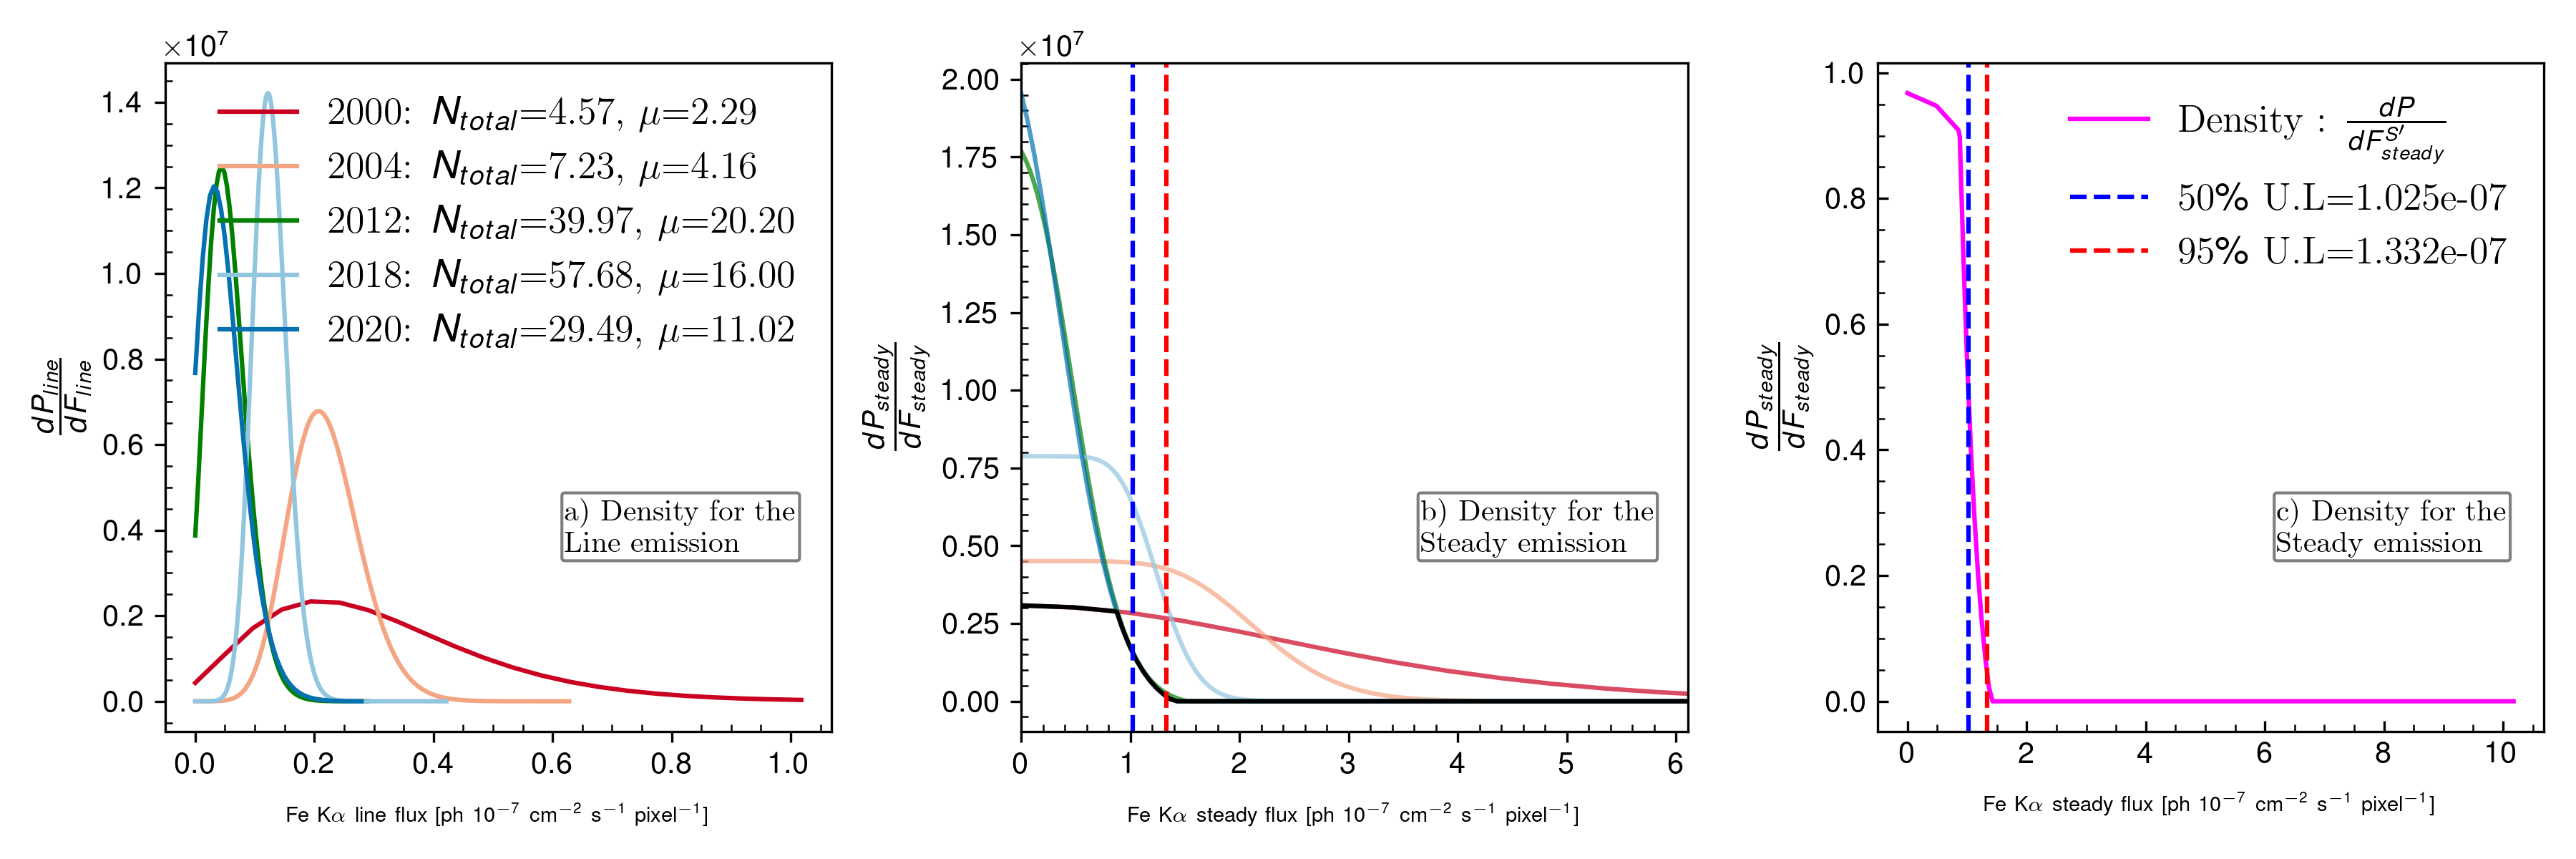 ×10⁷
1.4
1.2
1.0
0.8
0.6
0.4
0.2
0.0
dP_line
dF_line
2000: N_total=4.57, μ=2.29
2004: N_total=7.23, μ=4.16
2012: N_total=39.97, μ=20.20
2018: N_total=57.68, μ=16.00
2020: N_total=29.49, μ=11.02
a) Density for the
Line emission
0.0 0.2 0.4 0.6 0.8 1.0
Fe Kα line flux [ph 10⁻⁷ cm⁻² s⁻¹ pixel⁻¹]
×10⁷
2.00
1.75
1.50
1.25
1.00
0.75
0.50
0.25
0.00
dP_steady
dF_steady
b) Density for the
Steady emission
0 1 2 3 4 5 6
Fe Kα steady flux [ph 10⁻⁷ cm⁻² s⁻¹ pixel⁻¹]
1.0
0.8
0.6
0.4
0.2
0.0
dP_steady
dF_steady
Density : dP/dF^S′_steady
50% U.L=1.025e-07
95% U.L=1.332e-07
c) Density for the
Steady emission
0 2 4 6 8 10
Fe Kα steady flux [ph 10⁻⁷ cm⁻² s⁻¹ pixel⁻¹]